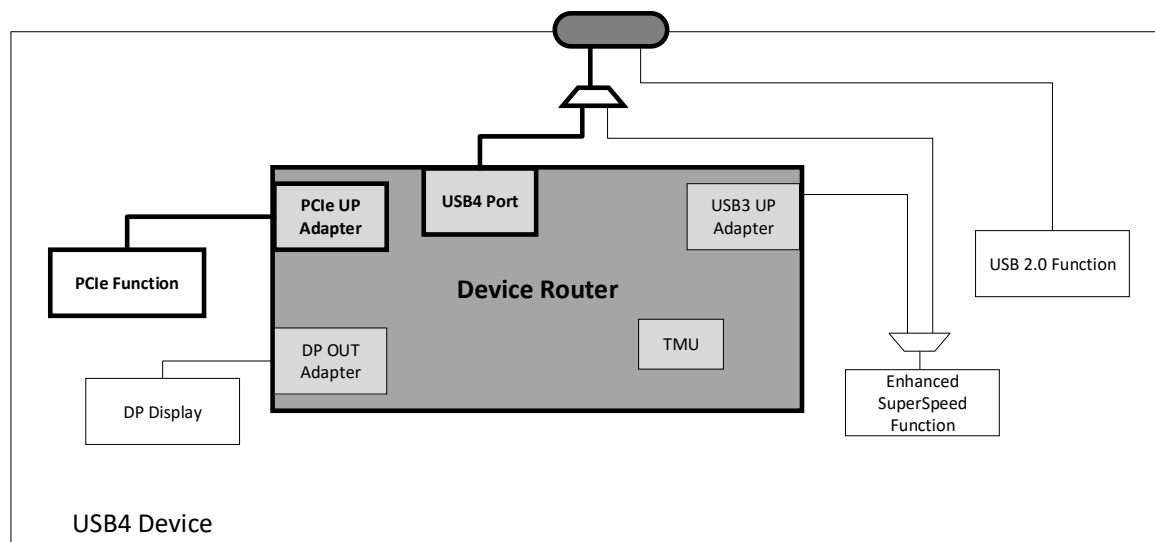 PCIe UP
Adapter
USB4 Port
USB3 UP
Adapter
PCIe Function
USB 2.0 Function
Device Router
DP OUT
Adapter
TMU
DP Display
Enhanced
SuperSpeed
Function
USB4 Device